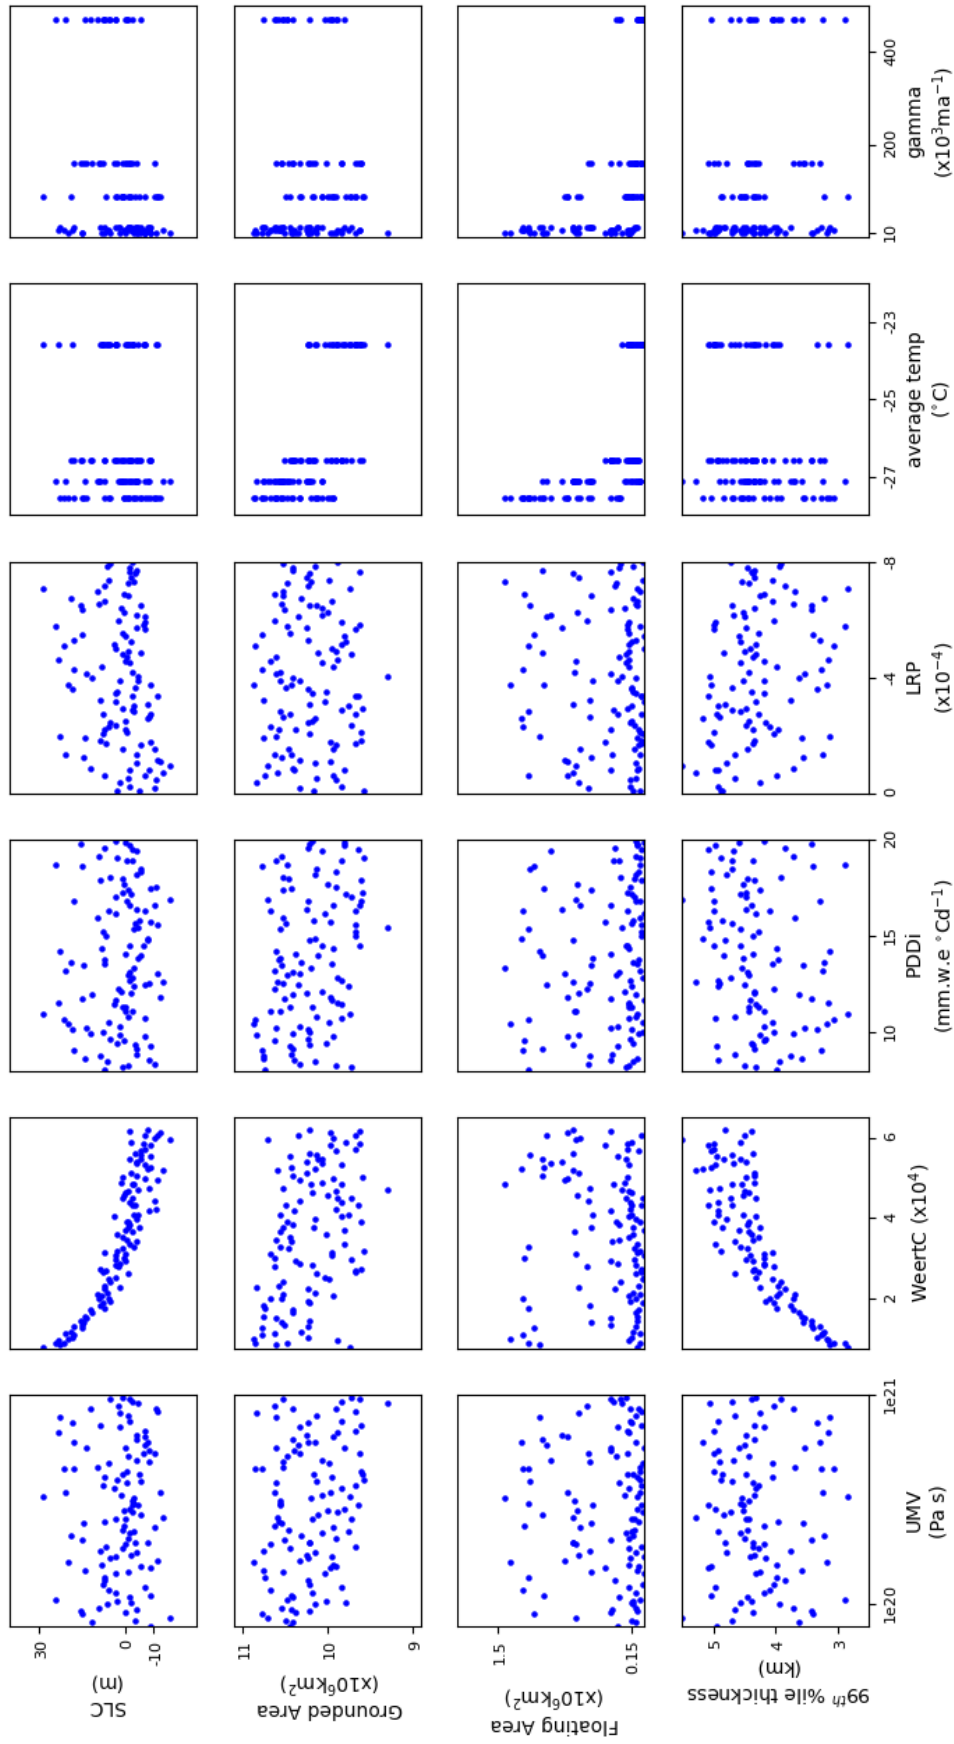 30
0
-10
SLC
(m)
11
10
9
Grounded Area
(x10⁶km²)
1.5
0.15
Floating Area
(x10⁶km²)
5
4
3
99ᵗʰ %ile thickness
(km)
1e20
1e21
UMV
(Pa s)
2
4
6
WeertC (x10⁴)
10
15
20
PDDi
(mm.w.e °Cd⁻¹)
0
-4
-8
LRP
(x10⁻⁴)
-27
-25
-23
average temp
(°C)
10
200
400
gamma
(x10³ma⁻¹)